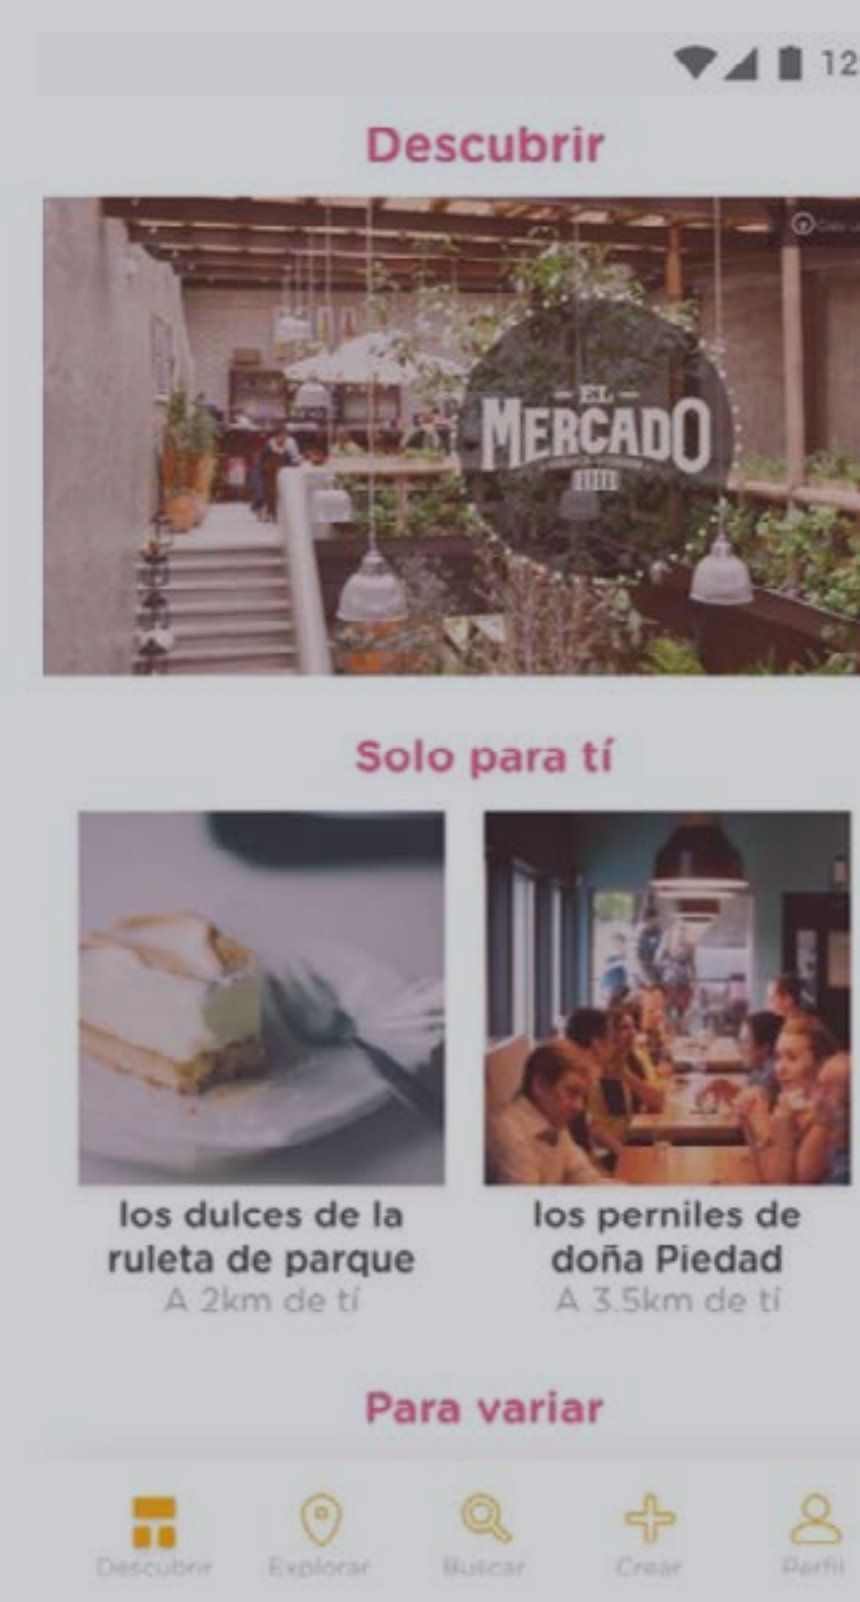 12
Descubrir
EL
MERCADO
Solo para tí
los dulces de la
ruleta de parque
A 2km de tí
los perniles de
doña Piedad
A 3.5km de tí
Para variar
Descubrir
Explorar
Buscar
Crear
Perfil